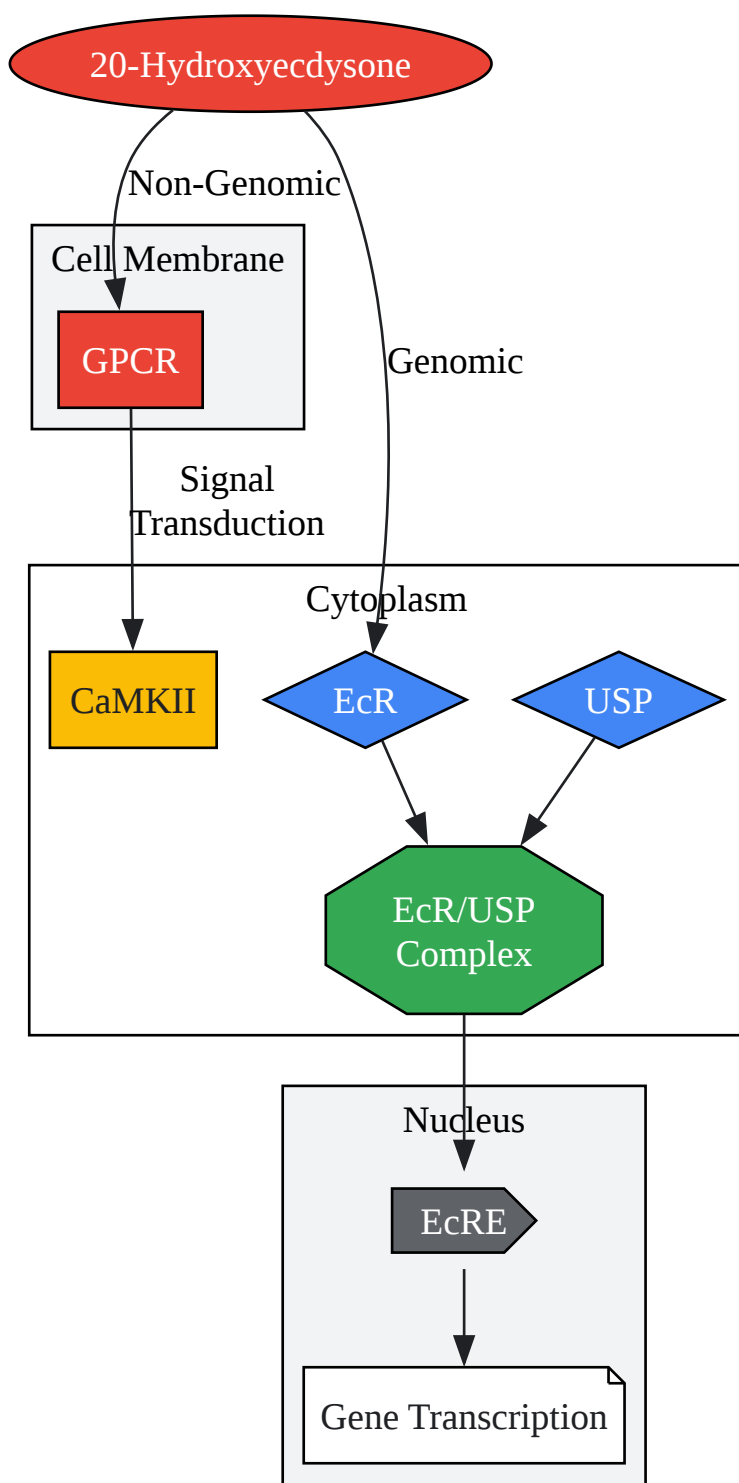 20-Hydroxyecdysone
Non-Genomic
Cell Membrane
GPCR
Genomic
Signal
Transduction
Cytoplasm
CaMKII
EcR
USP
EcR/USP
Complex
Nucleus
EcRE
Gene Transcription